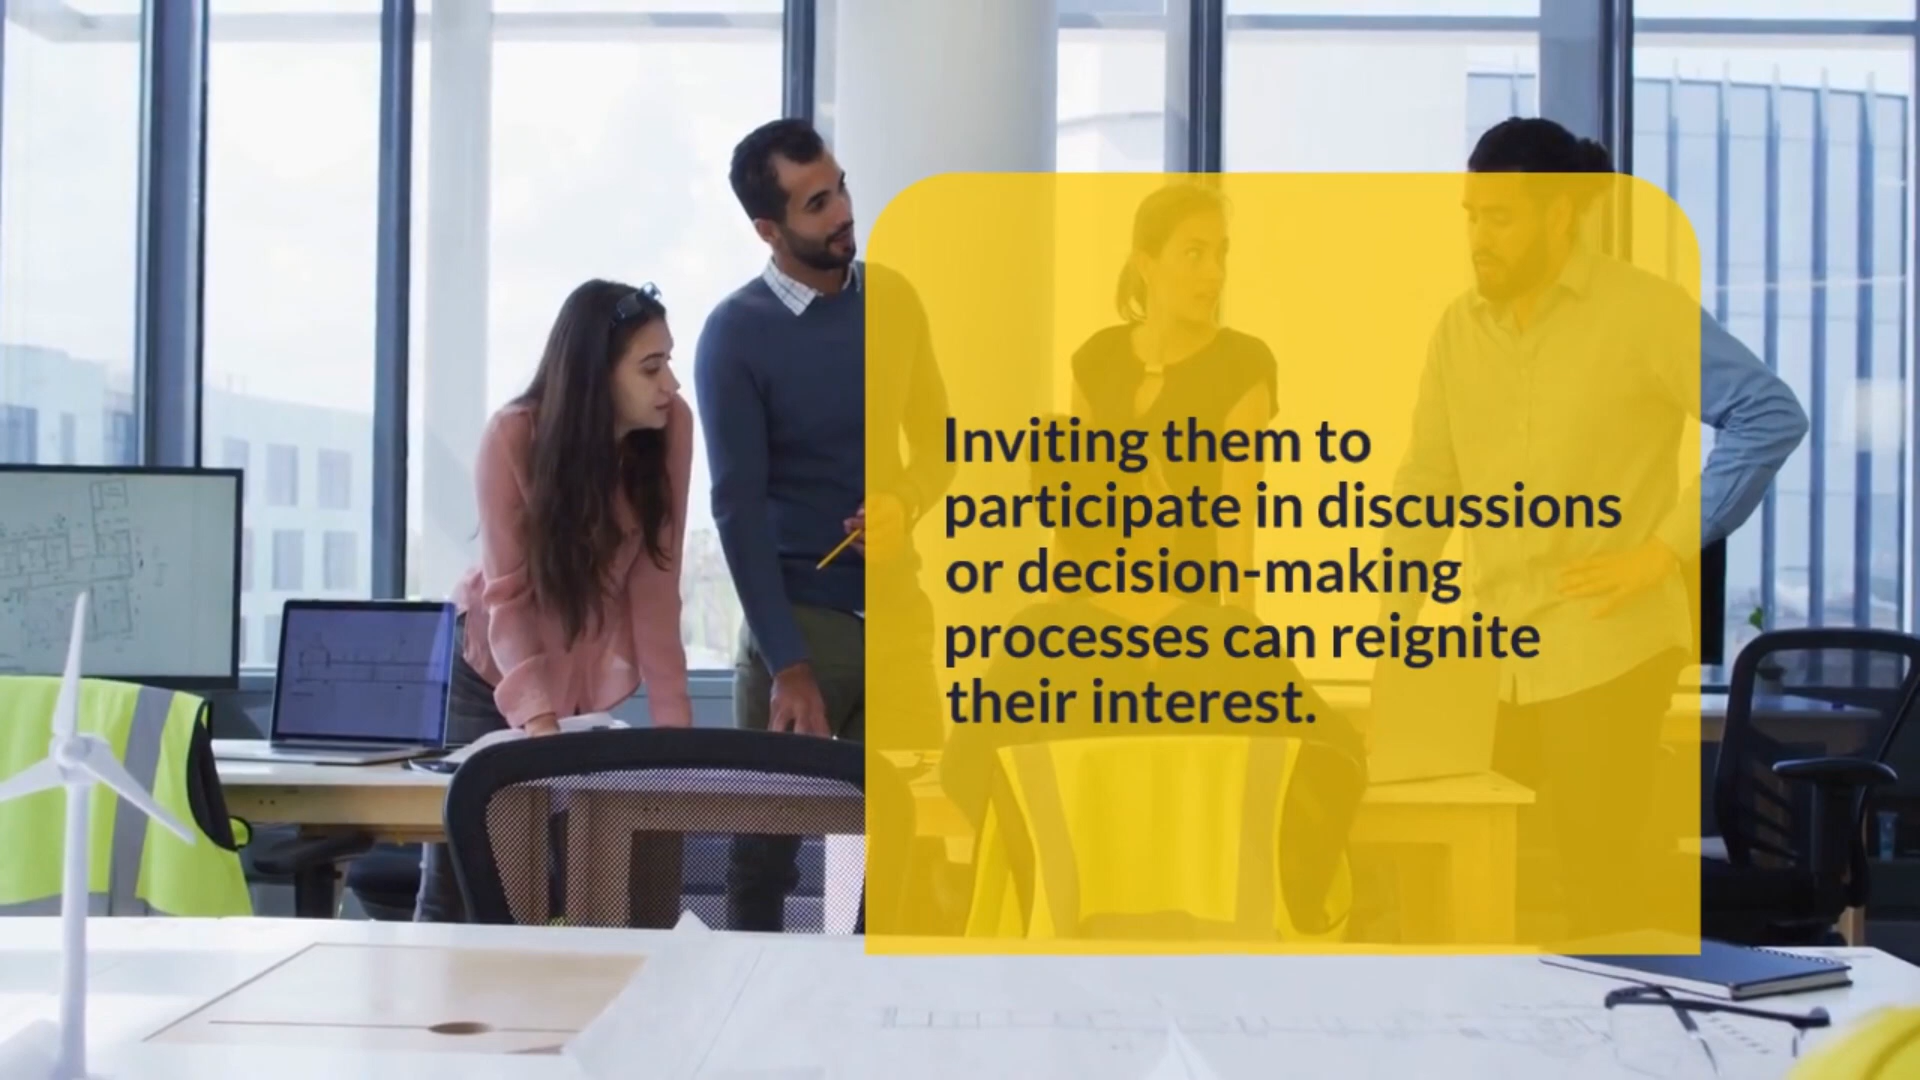 Inviting them to
participate in discussions
or decision-making
processes can reignite
their interest.